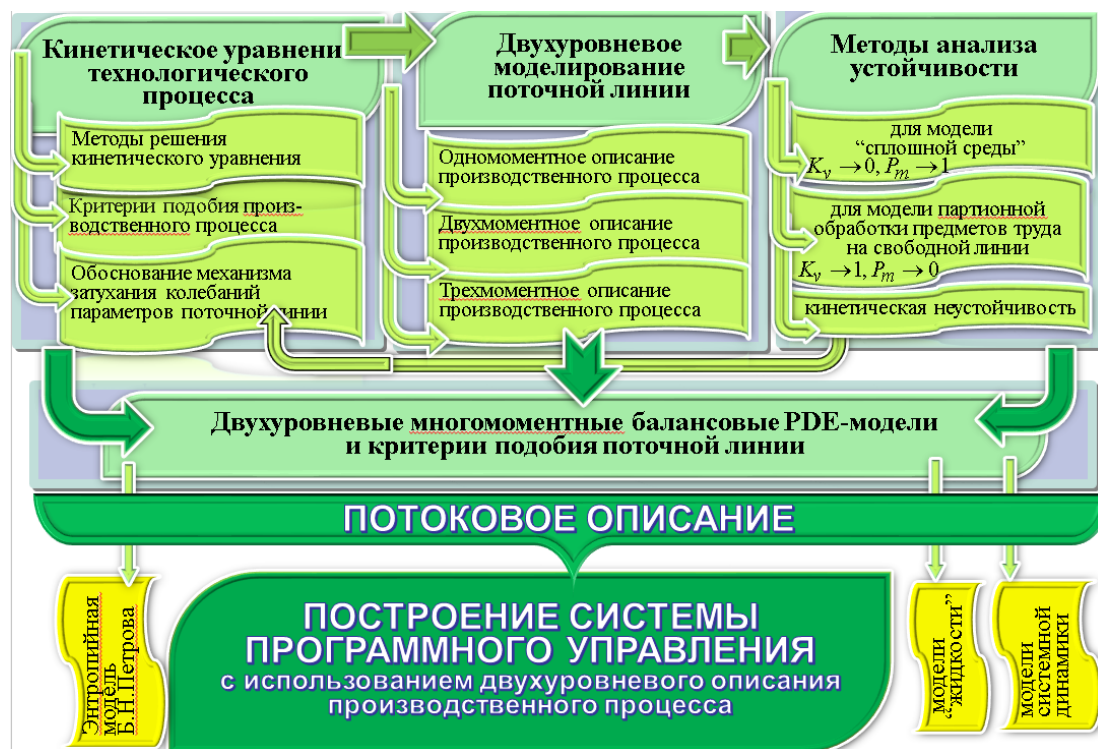 Кинетическое уравнени
технологического
процесса
Методы решения
кинетического уравнения
Критерии подобия произ-
водственного процесса
Обоснование механизма
затухания колебаний
параметров поточной линии
Двухуровневое
моделирование
поточной линии
Одномоментное описание
производственного процесса
Двухмоментное описание
производственного процесса
Трехмоментное описание
производственного процесса
Методы анализа
устойчивости
для модели
“сплошной среды”
K_v → 0, P_m → 1
для модели партионной
обработки предметов труда
на свободной линии
K_v → 1, P_m → 0
кинетическая неустойчивость
Двухуровневые многомоментные балансовые PDE-модели
и критерии подобия поточной линии
ПОТОКОВОЕ ОПИСАНИЕ
Энтропийная
модель
Б.Н.Петрова
ПОСТРОЕНИЕ СИСТЕМЫ
ПРОГРАММНОГО УПРАВЛЕНИЯ
с использованием двухуровневого описания
производственного процесса
модели
“жидкости”
модели
системной
динамики